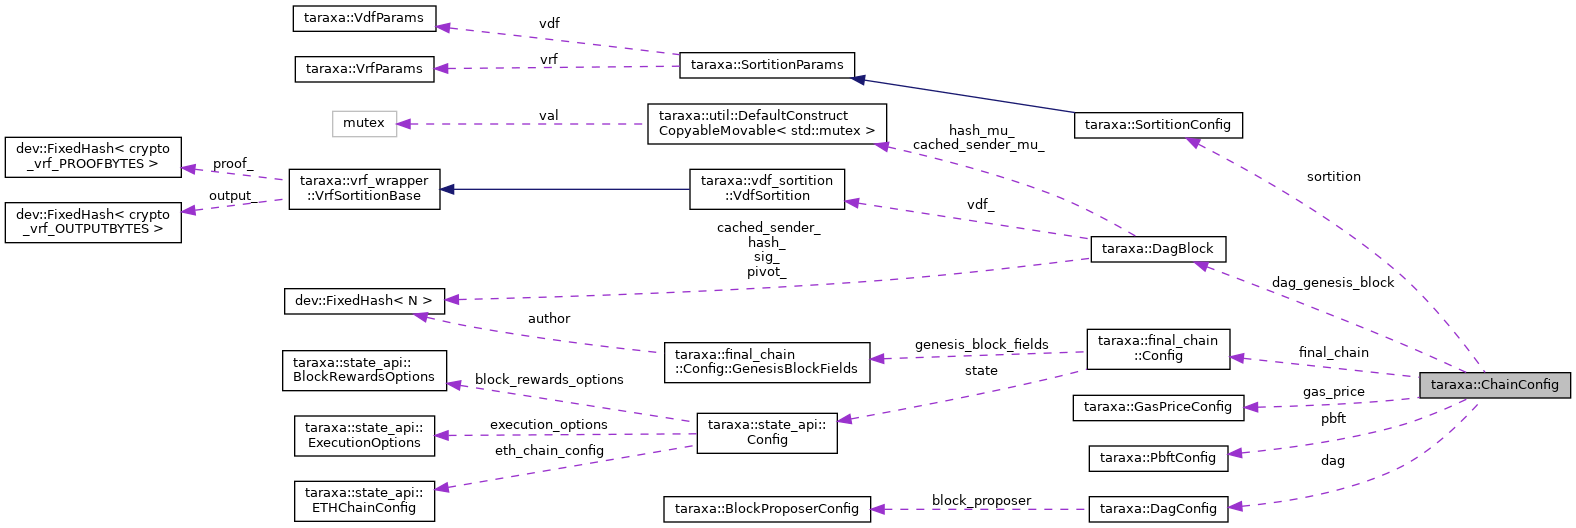 taraxa::VdfParams
vdf
taraxa::VrfParams
vrf
taraxa::SortitionParams
mutex
val
taraxa::util::DefaultConstruct
CopyableMovable< std::mutex >
hash_mu_
cached_sender_mu_
taraxa::SortitionConfig
sortition
dev::FixedHash< crypto
_vrf_PROOFBYTES >
proof_
dev::FixedHash< crypto
_vrf_OUTPUTBYTES >
output_
taraxa::vrf_wrapper
::VrfSortitionBase
taraxa::vdf_sortition
::VdfSortition
vdf_
cached_sender_
hash_
sig_
pivot_
taraxa::DagBlock
dag_genesis_block
dev::FixedHash< N >
author
taraxa::final_chain
::Config::GenesisBlockFields
genesis_block_fields
state
taraxa::final_chain
::Config
final_chain
taraxa::ChainConfig
taraxa::state_api::
BlockRewardsOptions
block_rewards_options
taraxa::state_api::
ExecutionOptions
execution_options
taraxa::state_api::
ETHChainConfig
eth_chain_config
taraxa::state_api::
Config
taraxa::GasPriceConfig
gas_price
taraxa::PbftConfig
pbft
taraxa::BlockProposerConfig
block_proposer
taraxa::DagConfig
dag